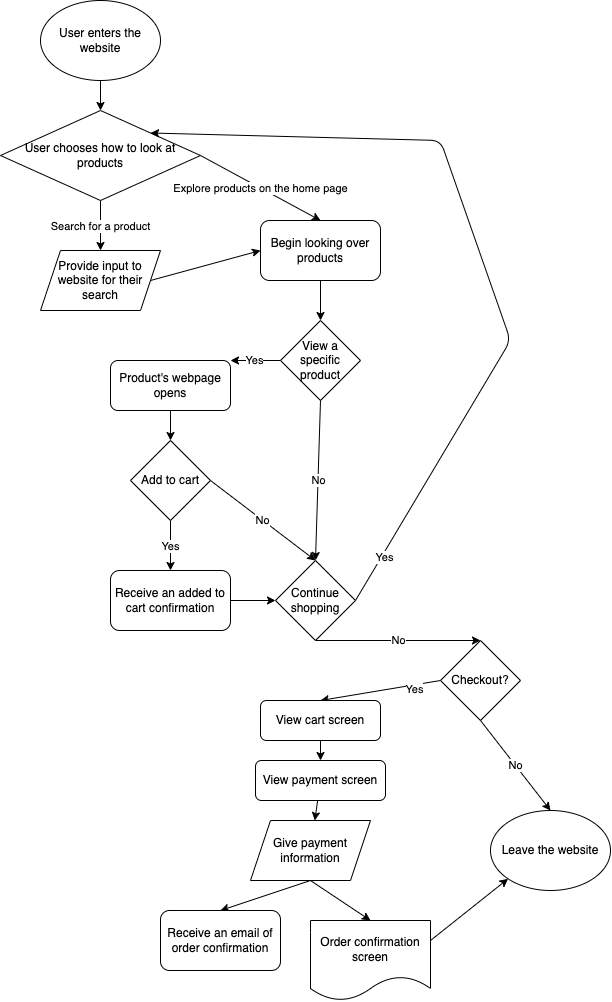 User enters the
website
User chooses how to look at
products
Explore products on the home page
Search for a product
Begin looking over
products
Provide input to
website for their
search
View a
specific
product
Yes
Product's webpage
opens
Add to cart
No
No
Yes
Yes
Receive an added to
cart confirmation
Continue
shopping
No
Checkout?
Yes
View cart screen
No
View payment screen
Give payment
information
Leave the website
Receive an email of
order confirmation
Order confirmation
screen